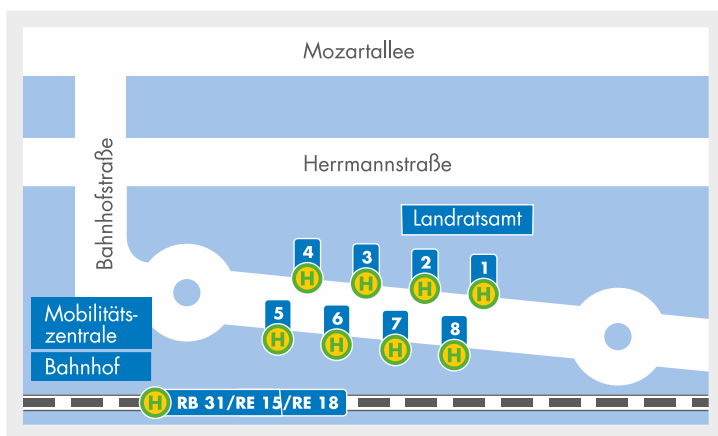 Mozartallee
Herrmannstraße
Bahnhofstraße
Landratsamt
4
H
3
H
2
H
1
H
5
H
6
H
7
H
8
H
Mobilitäts-
zentrale
Bahnhof
H RB 31/RE 15/RE 18